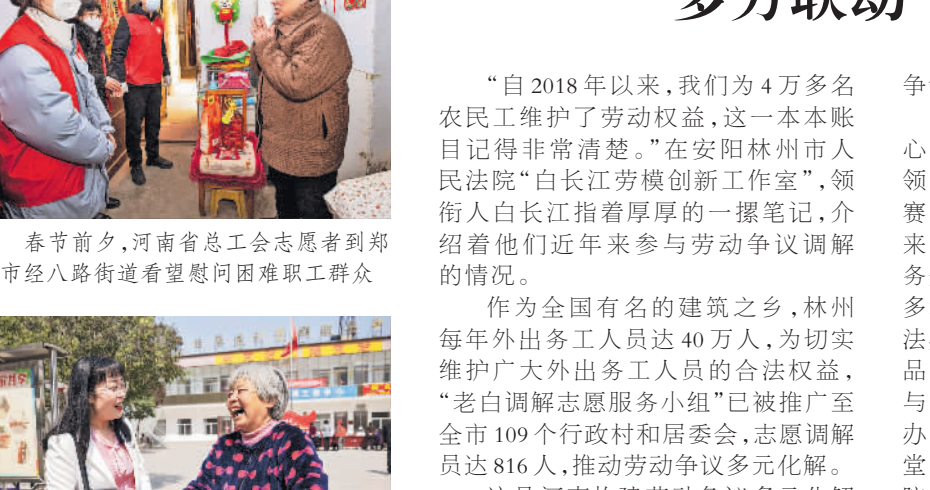 多方联动
春节前夕,河南省总工会志愿者到郑
市经八路街道看望慰问困难职工群众
“自2018年以来,我们为4万多名
农民工维护了劳动权益,这一本本账
目记得非常清楚。”在安阳林州市人
民法院“白长江劳模创新工作室”,领
衔人白长江指着厚厚的一摞笔记,介
绍着他们近年来参与劳动争议调解
的情况。
作为全国有名的建筑之乡,林州
每年外出务工人员达40万人,为切实
维护广大外出务工人员的合法权益,
“老白调解志愿服务小组”已被推广至
全市109个行政村和居委会,志愿调解
员达816人,推动劳动争议多元化解。
争
心
领
赛
来
务
多
法
品
与
办
堂